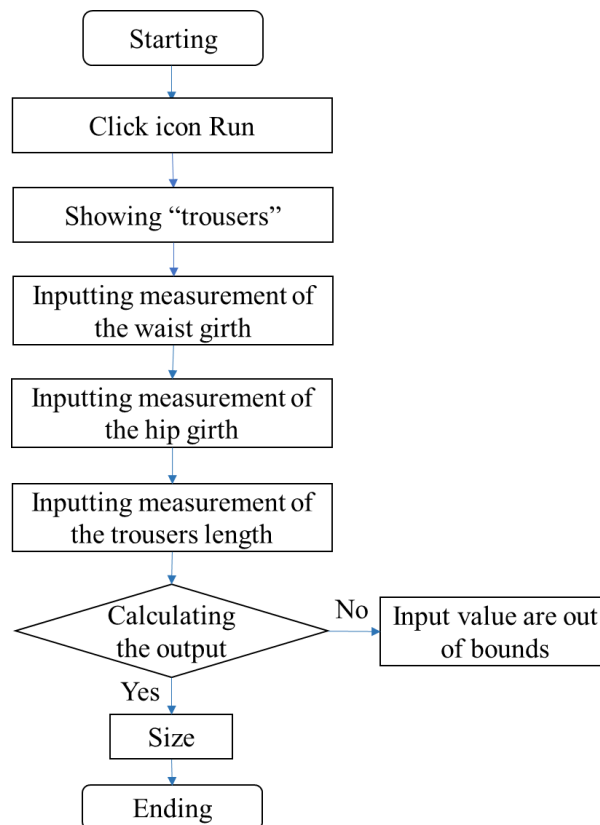 Starting
Click icon Run
Showing “trousers”
Inputting measurement of
the waist girth
Inputting measurement of
the hip girth
Inputting measurement of
the trousers length
Calculating
the output
No
Input value are out
of bounds
Yes
Size
Ending